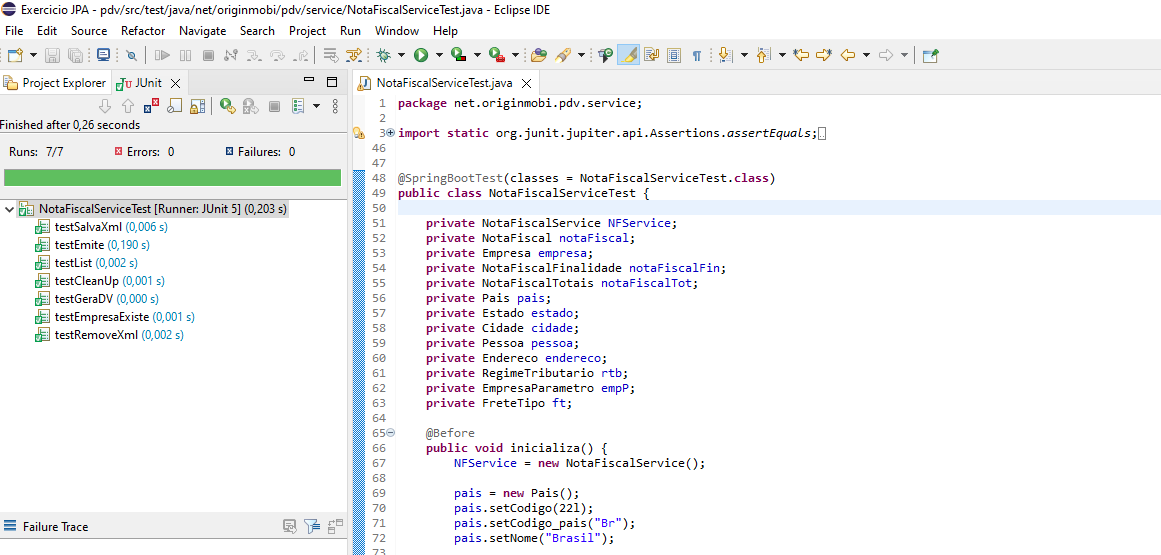 Exercicio JPA - pdv/src/test/java/net/originmobi/pdv/service/NotaFiscalServiceTest.java - Eclipse IDE
File Edit Source Refactor Navigate Search Project Run Window Help
Project Explorer JUnit
Finished after 0,26 seconds
Runs: 7/7 Errors: 0 Failures: 0
NotaFiscalServiceTest [Runner: JUnit 5] (0,203 s)
testSalvaXml (0,006 s)
testEmite (0,190 s)
testList (0,002 s)
testCleanUp (0,001 s)
testGeraDV (0,000 s)
testEmpresaExiste (0,001 s)
testRemoveXml (0,002 s)
Failure Trace
NotaFiscalServiceTest.java
1 package net.originmobi.pdv.service;
2
3 import static org.junit.jupiter.api.Assertions.assertEquals;
46
47
48 @SpringBootTest(classes = NotaFiscalServiceTest.class)
49 public class NotaFiscalServiceTest {
50
51 private NotaFiscalService NFService;
52 private NotaFiscal notaFiscal;
53 private Empresa empresa;
54 private NotaFiscalFinalidade notaFiscalFin;
55 private NotaFiscalTotais notaFiscalTot;
56 private Pais pais;
57 private Estado estado;
58 private Cidade cidade;
59 private Pessoa pessoa;
60 private Endereco endereco;
61 private RegimeTributario rtb;
62 private EmpresaParametro empP;
63 private FreteTipo ft;
64
65 @Before
66 public void inicializa() {
67 NFService = new NotaFiscalService();
68
69 pais = new Pais();
70 pais.setCodigo(22l);
71 pais.setCodigo_pais("Br");
72 pais.setNome("Brasil");
73